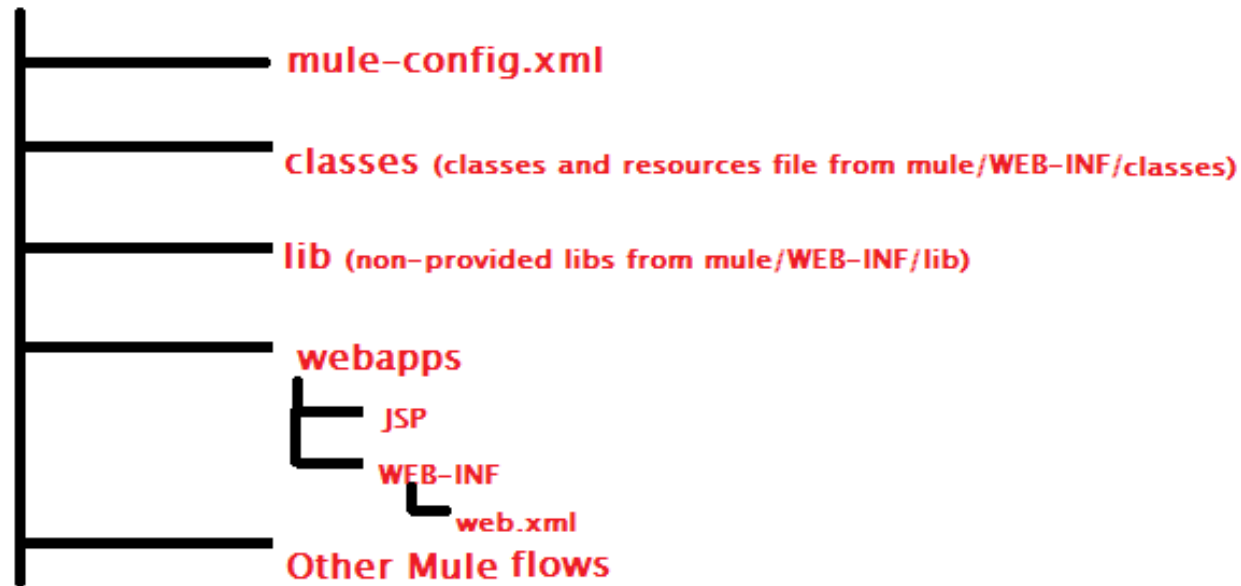 mule-config.xml
classes (classes and resources file from mule/WEB-INF/classes)
lib (non-provided libs from mule/WEB-INF/lib)
webapps
JSP
WEB-INF
web.xml
Other Mule flows